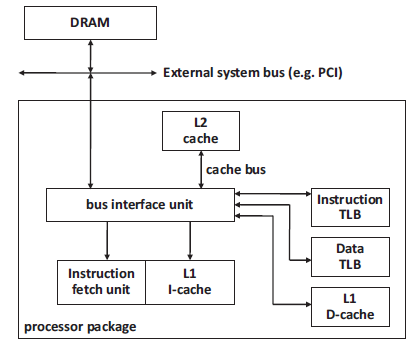 DRAM
External system bus (e.g. PCI)
L2
cache
cache bus
bus interface unit
Instruction
TLB
Data
TLB
Instruction
fetch unit
L1
I-cache
L1
D-cache
processor package